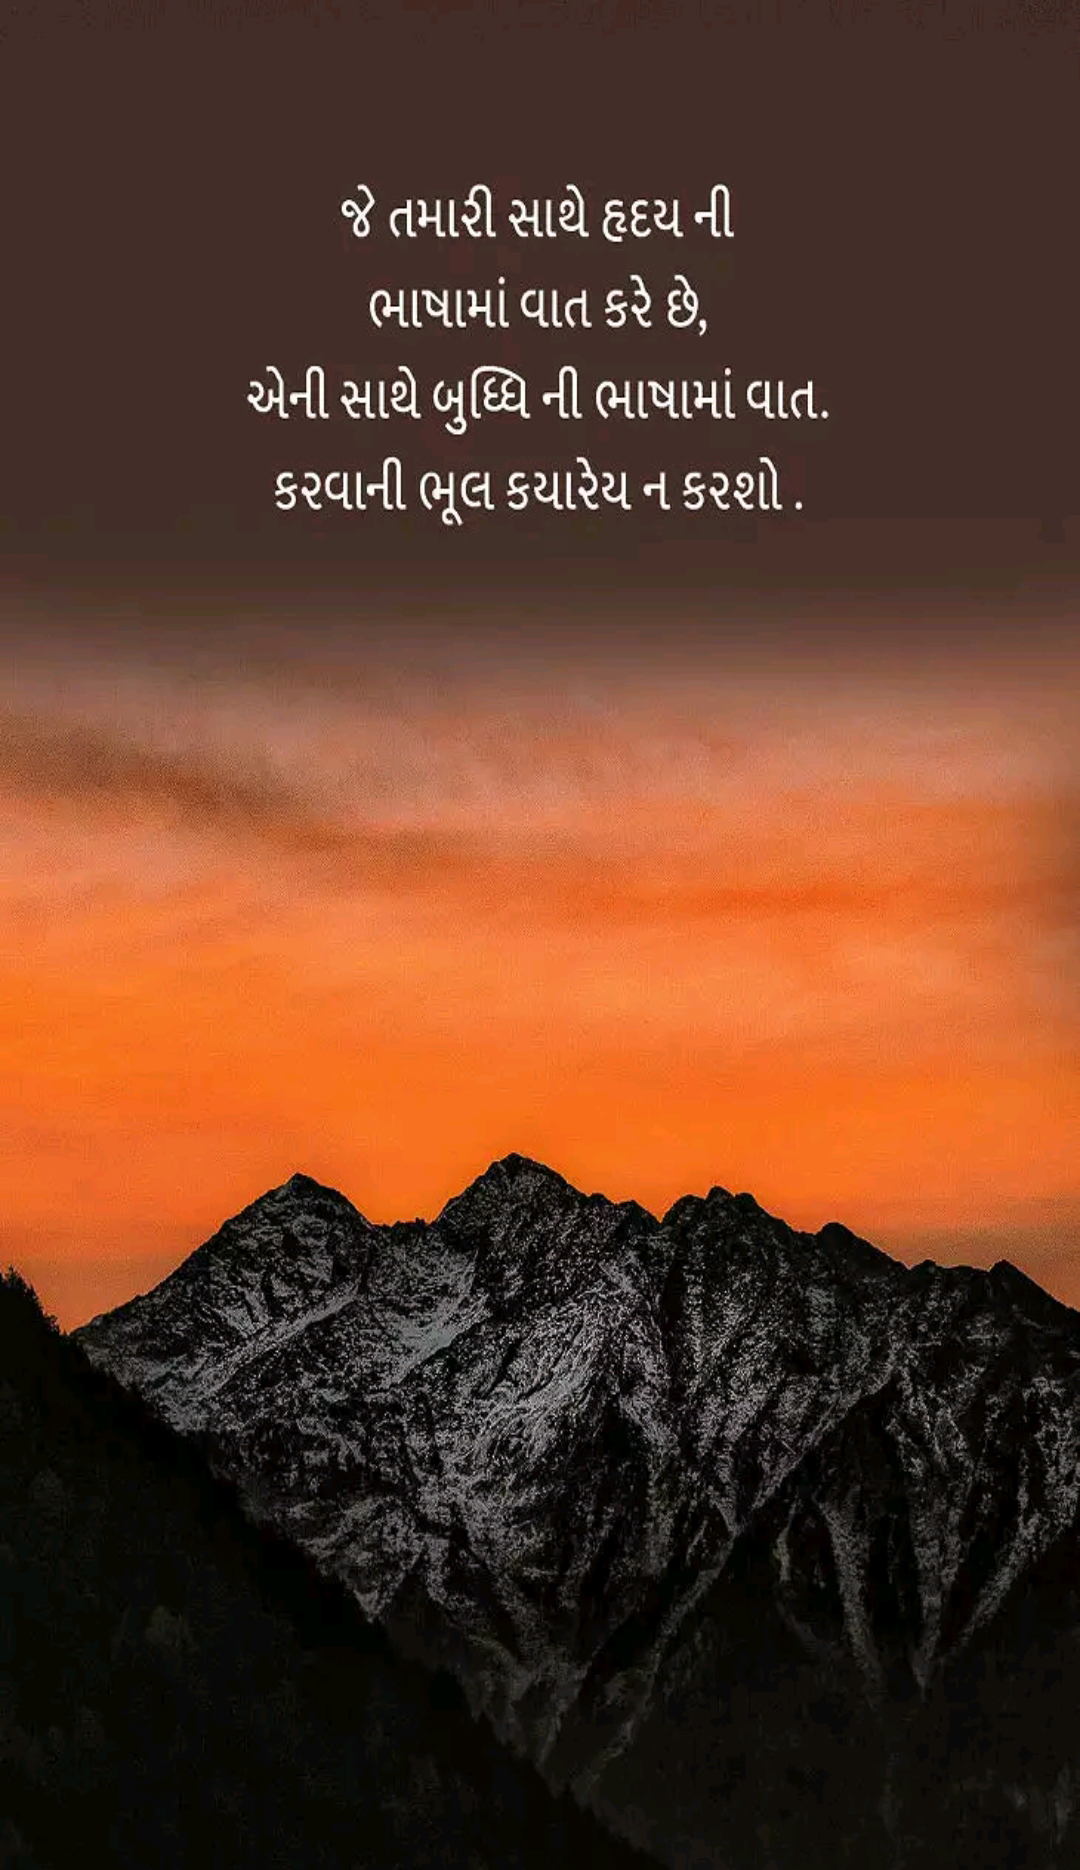 જે તમારી સાથે હૃદય ની
ભાષામાં વાત કરે છે,
એની સાથે બુધ્ધિ ની ભાષામાં વાત.
કરવાની ભૂલ કયારેય ન કરશો .